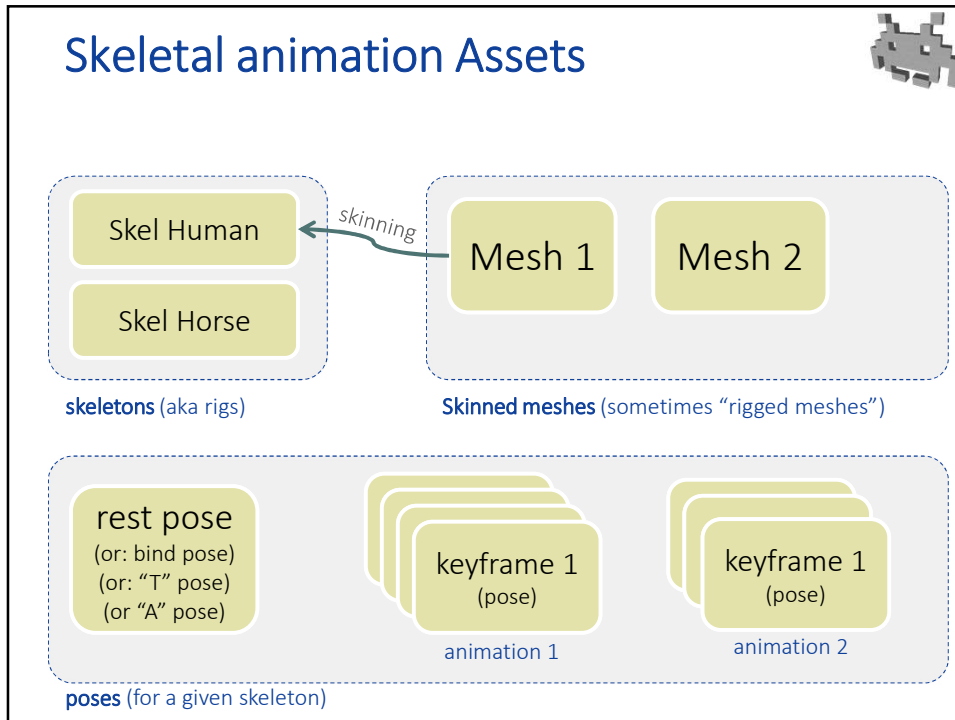 Skeletal animation Assets
Skel Human
skinning
Mesh 1
Mesh 2
Skel Horse
skeletons (aka rigs)
Skinned meshes (sometimes “rigged meshes”)
rest pose
(or: bind pose)
(or: “T” pose)
(or “A” pose)
keyframe 1
(pose)
animation 1
keyframe 1
(pose)
animation 2
poses (for a given skeleton)